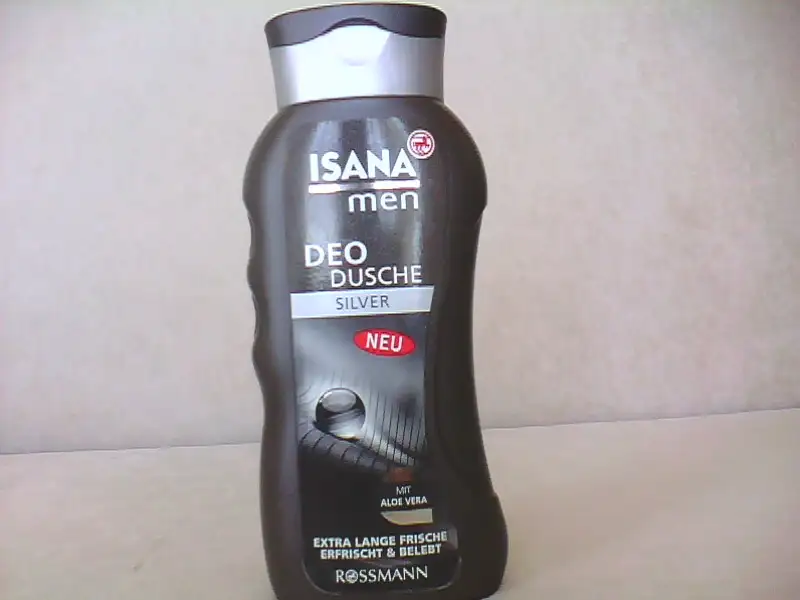 ISANA
men
DEO
DUSCHE
SILVER
NEU
MIT
ALOE VERA
EXTRA LANGE FRISCHE
ERFRISCHT & BELEBT
ROSSMANN